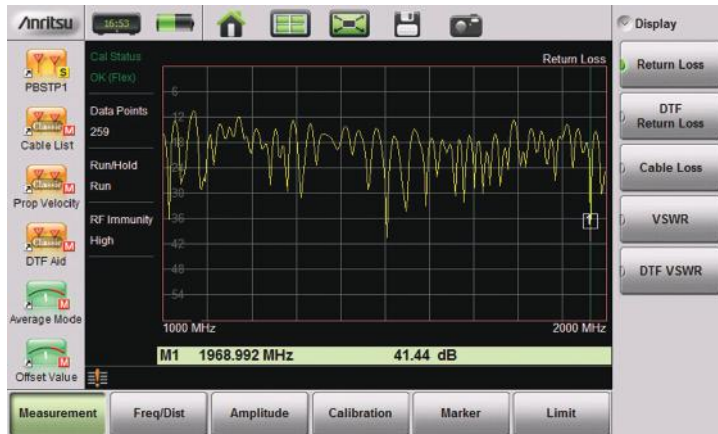 Anritsu
16:53
Display
PBSTP1
S
Classic
M
Cable List
Classic
M
Prop Velocity
Classic
M
DTF Aid
M
Average Mode
M
Offset Value
Cal Status
OK (Flex)
Data Points
259
Run/Hold
Run
RF Immunity
High
Return Loss
-6
-12
-30
-36
-42
-48
-54
1000 MHz
2000 MHz
M1 1968.992 MHz 41.44 dB
Return Loss
DTF
Return Loss
Cable Loss
VSWR
DTF VSWR
Measurement
Freq/Dist
Amplitude
Calibration
Marker
Limit